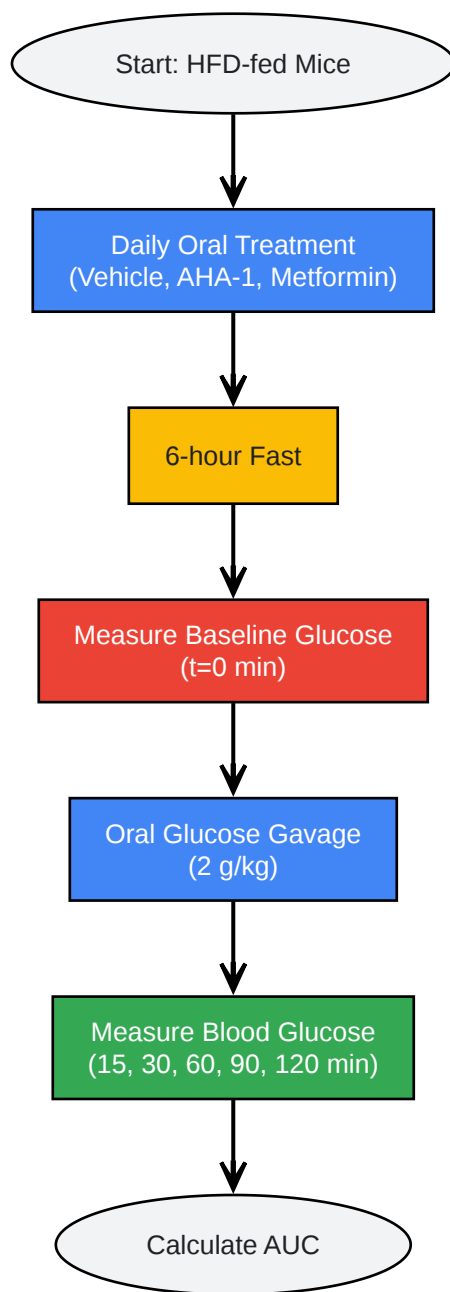 Start: HFD-fed Mice
Daily Oral Treatment
(Vehicle, AHA-1, Metformin)
6-hour Fast
Measure Baseline Glucose
(t=0 min)
Oral Glucose Gavage
(2 g/kg)
Measure Blood Glucose
(15, 30, 60, 90, 120 min)
Calculate AUC